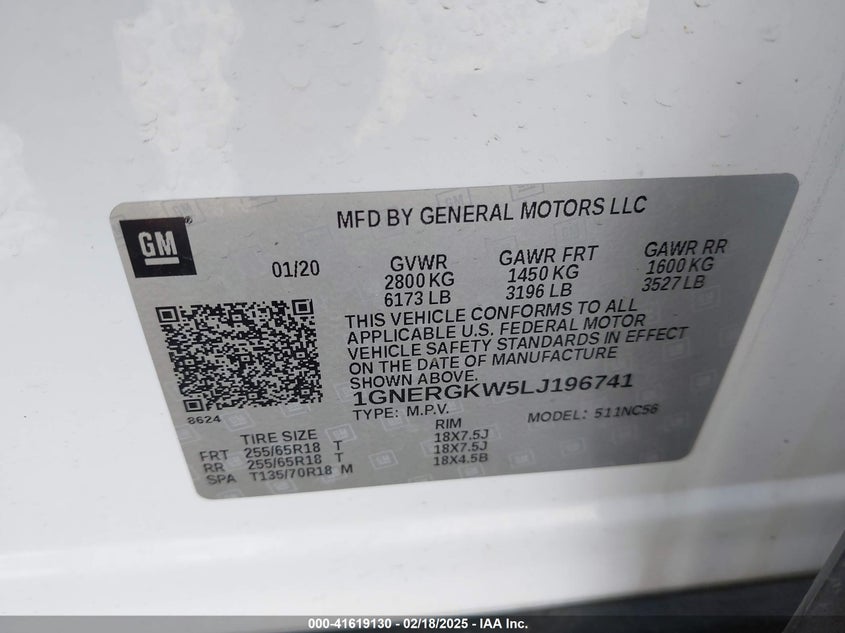 GM
®
MFD BY GENERAL MOTORS LLC
01/20
GVWR
2800 KG
6173 LB
GAWR FRT
1450 KG
3196 LB
GAWR RR
1600 KG
3527 LB
THIS VEHICLE CONFORMS TO ALL
APPLICABLE U.S. FEDERAL MOTOR
VEHICLE SAFETY STANDARDS IN EFFECT
ON THE DATE OF MANUFACTURE
SHOWN ABOVE.
1GNERGKW5LJ196741
8624
TYPE: M.P.V. MODEL: 511NC56
TIRE SIZE RIM
FRT 255/65R18 T 18X7.5J
RR 255/65R18 T 18X7.5J
SPA T135/70R18 M 18X4.5B
000-41619130 - 02/18/2025 - IAA Inc.